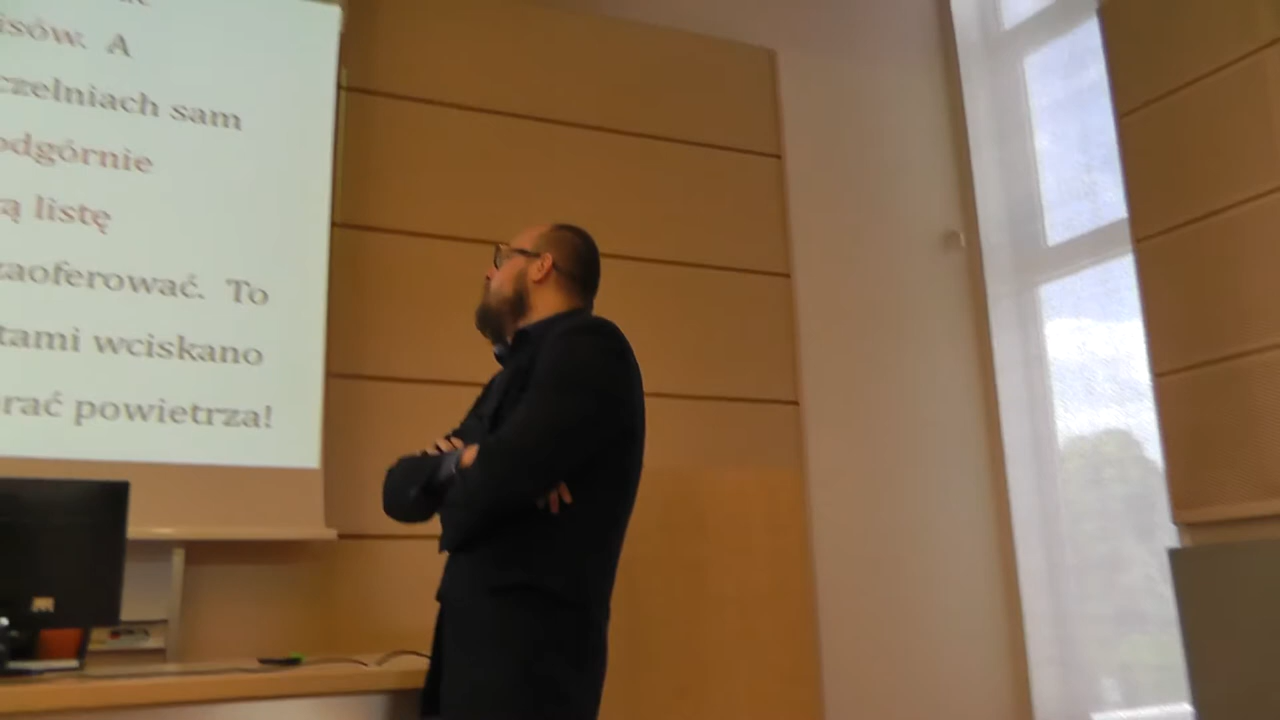 isów. A
czelniach sam
odgórnie
ą listę
zaoferować. To
tami wciskano
rać powietrza!